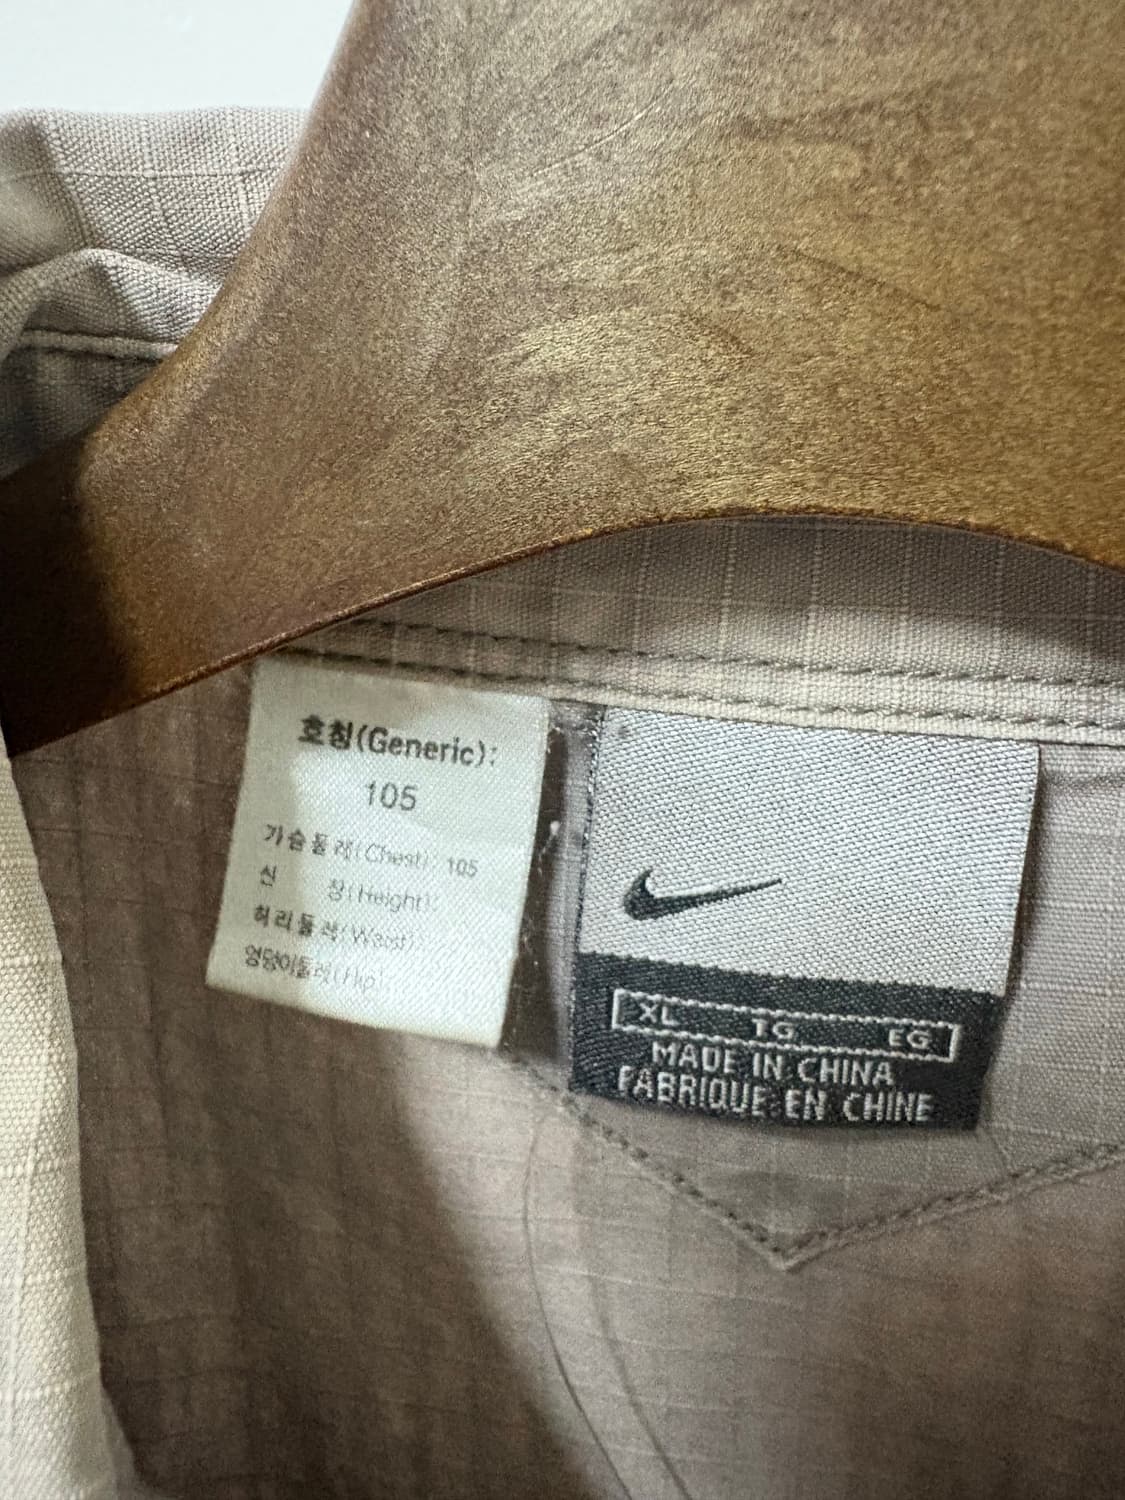 호칭(Generic):
105
가슴둘레(Chest): 105
신 장(Height):
허리둘레(Waist):
엉덩이둘레(Hip):
XL TG EG
MADE IN CHINA
FABRIQUE EN CHINE